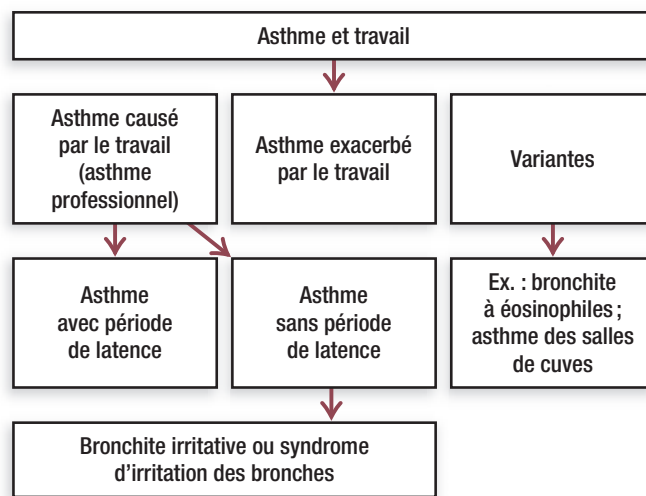 Asthme et travail
Asthme causé
par le travail
(asthme
professionnel)
Asthme exacerbé
par le travail
Variantes
Asthme
avec période
de latence
Asthme
sans période
de latence
Ex. : bronchite
à éosinophiles ;
asthme des salles
de cuves
Bronchite irritative ou syndrome
d’irritation des bronches